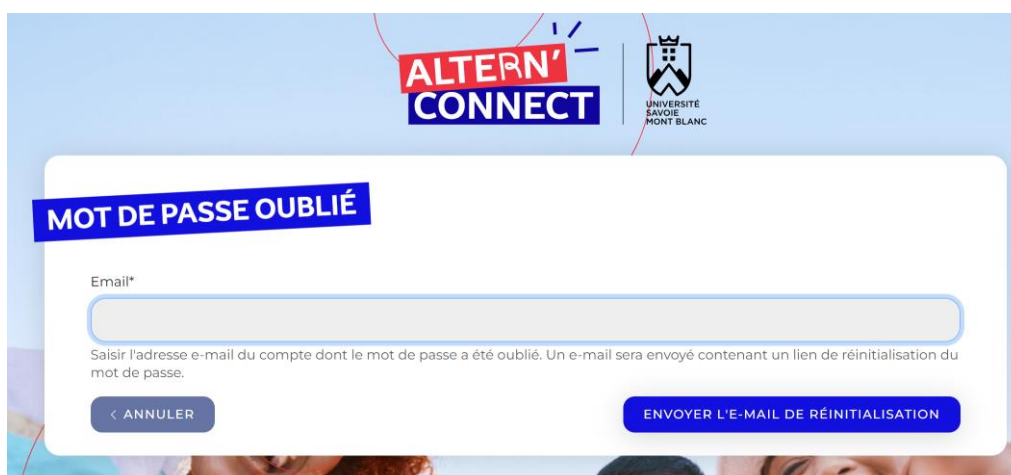 ALTERN'
CONNECT
UNIVERSITÉ
SAVOIE
MONT BLANC
MOT DE PASSE OUBLIÉ
Email*
Saisir l'adresse e-mail du compte dont le mot de passe a été oublié. Un e-mail sera envoyé contenant un lien de réinitialisation du
mot de passe.
< ANNULER
ENVOYER L'E-MAIL DE RÉINITIALISATION